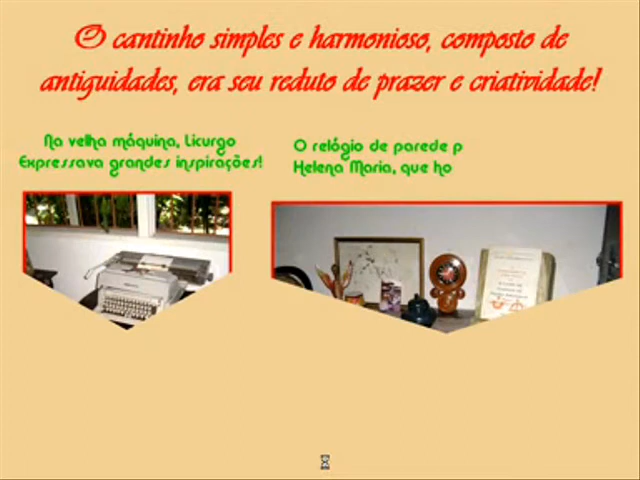 O cantinho simples e harmonioso, composto de
antiguidades, era seu reduto de prazer e criatividade!
Na velha máquina, Licurgo
Expressava grandes inspirações!
O relógio de parede p
Helena Maria, que ho